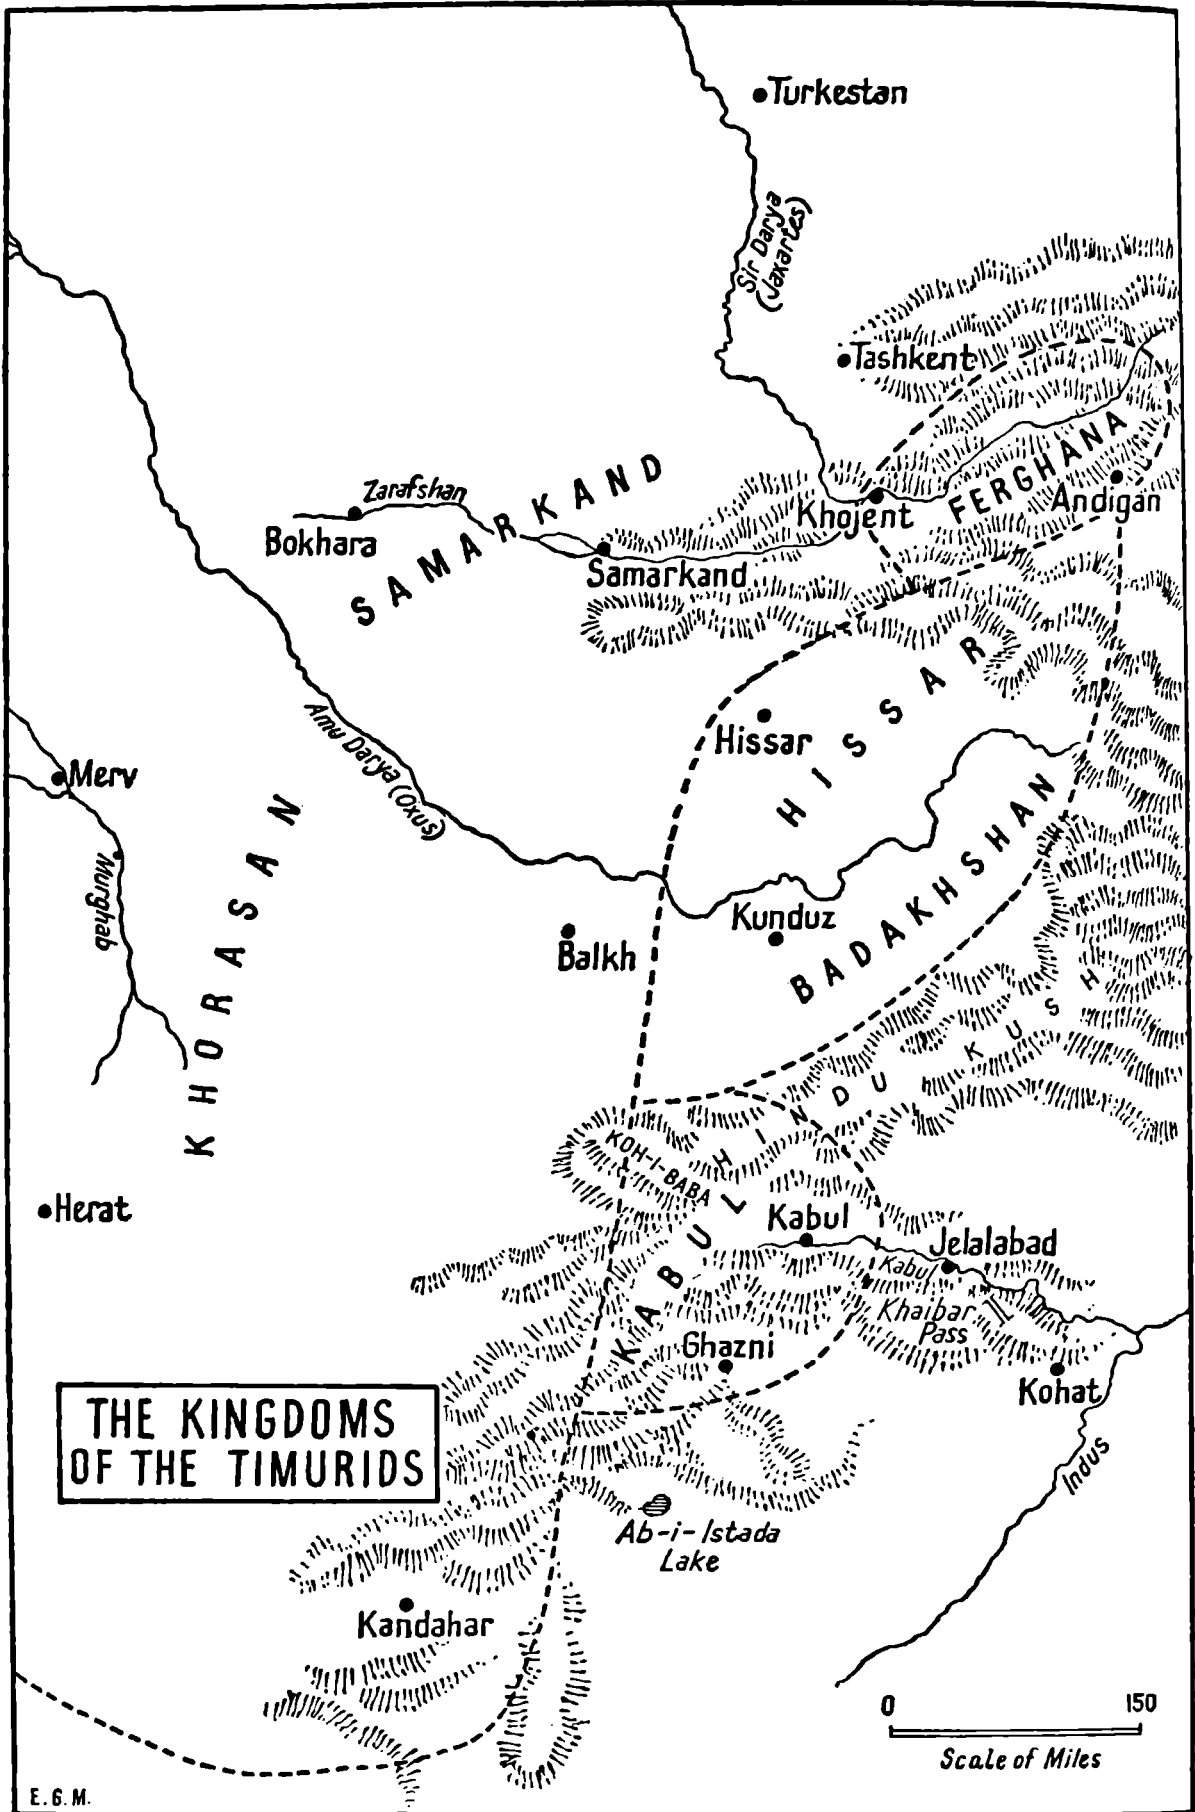 Turkestan
Sir Darya
(Jaxartes)
Tashkent
Zarafshan
Bokhara
SAMARKAND
Samarkand
Khojent
FERGHANA
Andigan
HISSAR
Hissar
Amu Darya (Oxus)
Merv
Murghab
KHORASAN
Balkh
Kunduz
BADAKHSHAN
HINDU KUSH
KOH-I-BABA
Herat
KABUL
Kabul
Kabul
Jelalabad
Khaibar
Pass
Ghazni
Kohat
THE KINGDOMS
OF THE TIMURIDS
Indus
Ab-i-Istada
Lake
Kandahar
0 150
Scale of Miles
E.G.M.